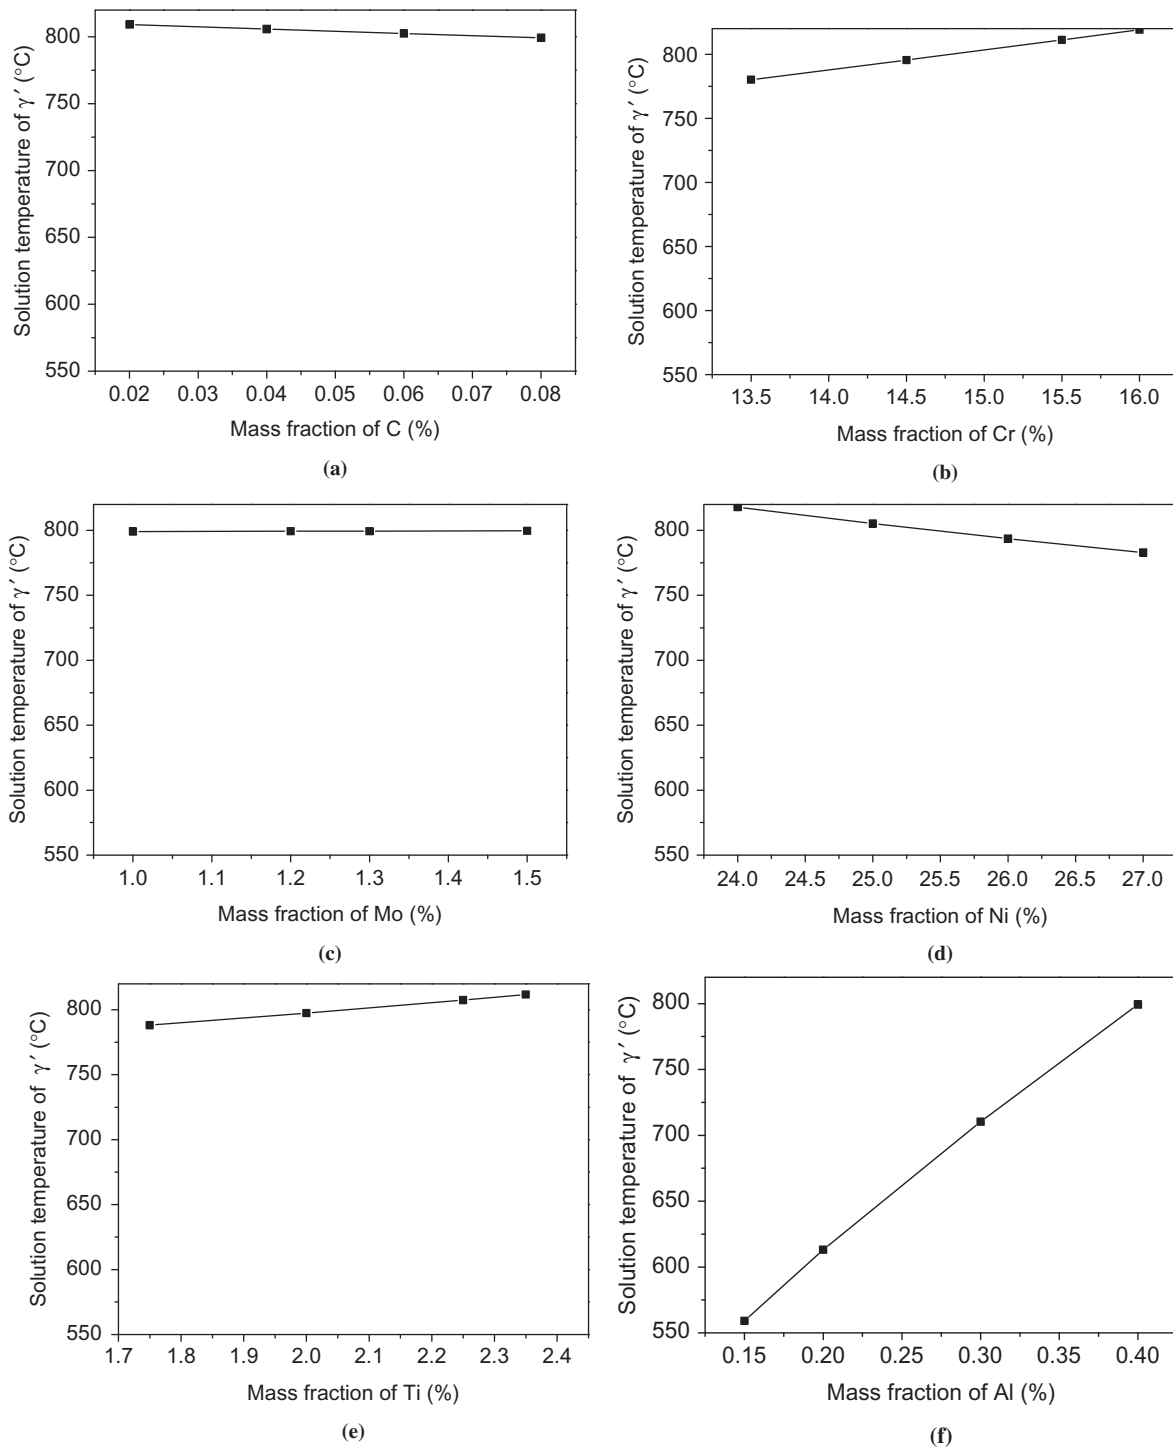 Solution temperature of γ′ (°C)
800
750
700
650
600
550
0.02 0.03 0.04 0.05 0.06 0.07 0.08
Mass fraction of C (%)
(a)
Solution temperature of γ′ (°C)
800
750
700
650
600
550
13.5 14.0 14.5 15.0 15.5 16.0
Mass fraction of Cr (%)
(b)
Solution temperature of γ′ (°C)
800
750
700
650
600
550
1.0 1.1 1.2 1.3 1.4 1.5
Mass fraction of Mo (%)
(c)
Solution temperature of γ′ (°C)
800
750
700
650
600
550
24.0 24.5 25.0 25.5 26.0 26.5 27.0
Mass fraction of Ni (%)
(d)
Solution temperature of γ′ (°C)
800
750
700
650
600
550
1.7 1.8 1.9 2.0 2.1 2.2 2.3 2.4
Mass fraction of Ti (%)
(e)
Solution temperature of γ′ (°C)
800
750
700
650
600
550
0.15 0.20 0.25 0.30 0.35 0.40
Mass fraction of Al (%)
(f)